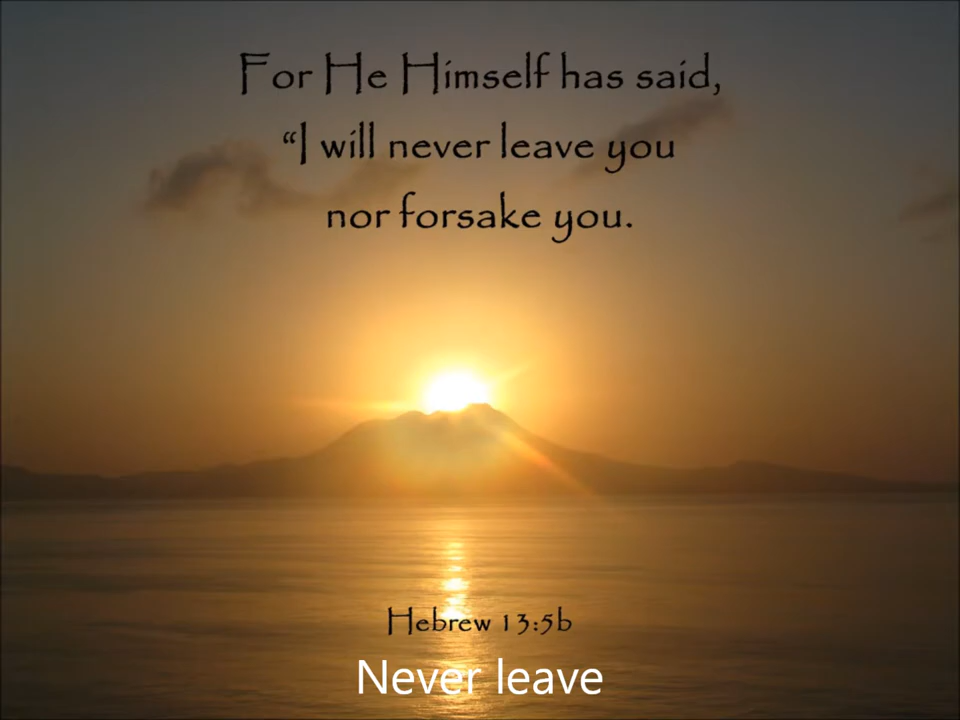 For He Himself has said,
“I will never leave you
nor forsake you.
Hebrew 13:5b
Never leave